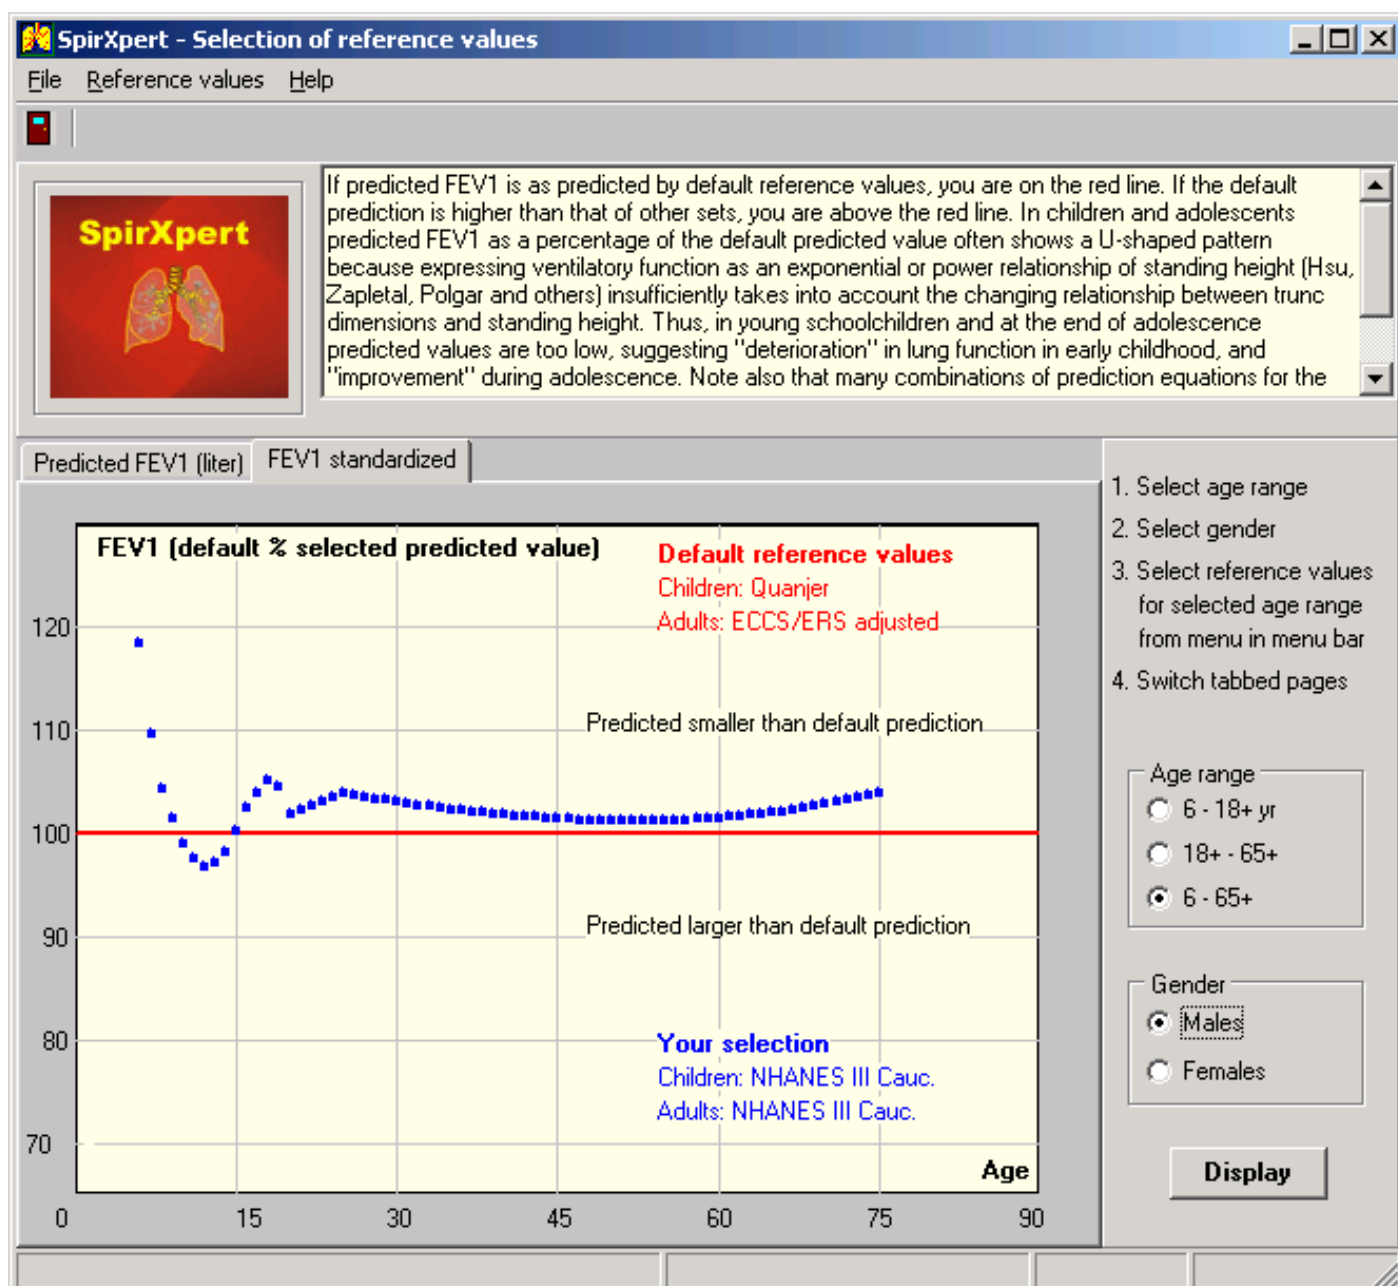 SpirXpert - Selection of reference values
File Reference values Help
SpirXpert
If predicted FEV1 is as predicted by default reference values, you are on the red line. If the default
prediction is higher than that of other sets, you are above the red line. In children and adolescents
predicted FEV1 as a percentage of the default predicted value often shows a U-shaped pattern
because expressing ventilatory function as an exponential or power relationship of standing height (Hsu,
Zapletal, Polgar and others) insufficiently takes into account the changing relationship between trunc
dimensions and standing height. Thus, in young schoolchildren and at the end of adolescence
predicted values are too low, suggesting "deterioration" in lung function in early childhood, and
"improvement" during adolescence. Note also that many combinations of prediction equations for the
Predicted FEV1 (liter) FEV1 standardized
FEV1 (default % selected predicted value)
Default reference values
Children: Quanjer
Adults: ECCS/ERS adjusted
120
Predicted smaller than default prediction
110
100
Predicted larger than default prediction
90
80
Your selection
Children: NHANES III Cauc.
Adults: NHANES III Cauc.
70
Age
0 15 30 45 60 75 90
1. Select age range
2. Select gender
3. Select reference values
for selected age range
from menu in menu bar
4. Switch tabbed pages
Age range
6 - 18+ yr
18+ - 65+
6 - 65+
Gender
Males
Females
Display